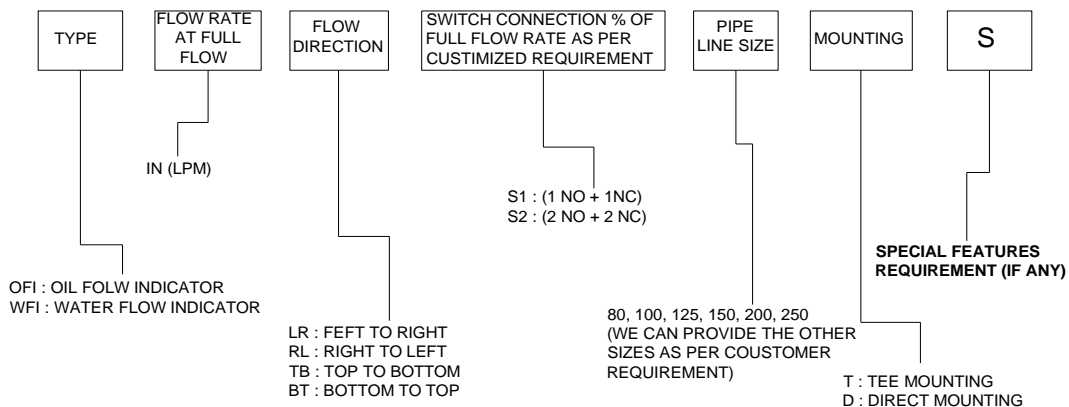 TYPE
FLOW RATE
AT FULL
FLOW
FLOW
DIRECTION
SWITCH CONNECTION % OF
FULL FLOW RATE AS PER
CUSTIMIZED REQUIREMENT
PIPE
LINE SIZE
MOUNTING
S
IN (LPM)
S1 : (1 NO + 1NC)
S2 : (2 NO + 2 NC)
SPECIAL FEATURES
REQUIREMENT (IF ANY)
OFI : OIL FOLW INDICATOR
WFI : WATER FLOW INDICATOR
LR : FEFT TO RIGHT
RL : RIGHT TO LEFT
TB : TOP TO BOTTOM
BT : BOTTOM TO TOP
80, 100, 125, 150, 200, 250
(WE CAN PROVIDE THE OTHER
SIZES AS PER COUSTOMER
REQUIREMENT)
T : TEE MOUNTING
D : DIRECT MOUNTING